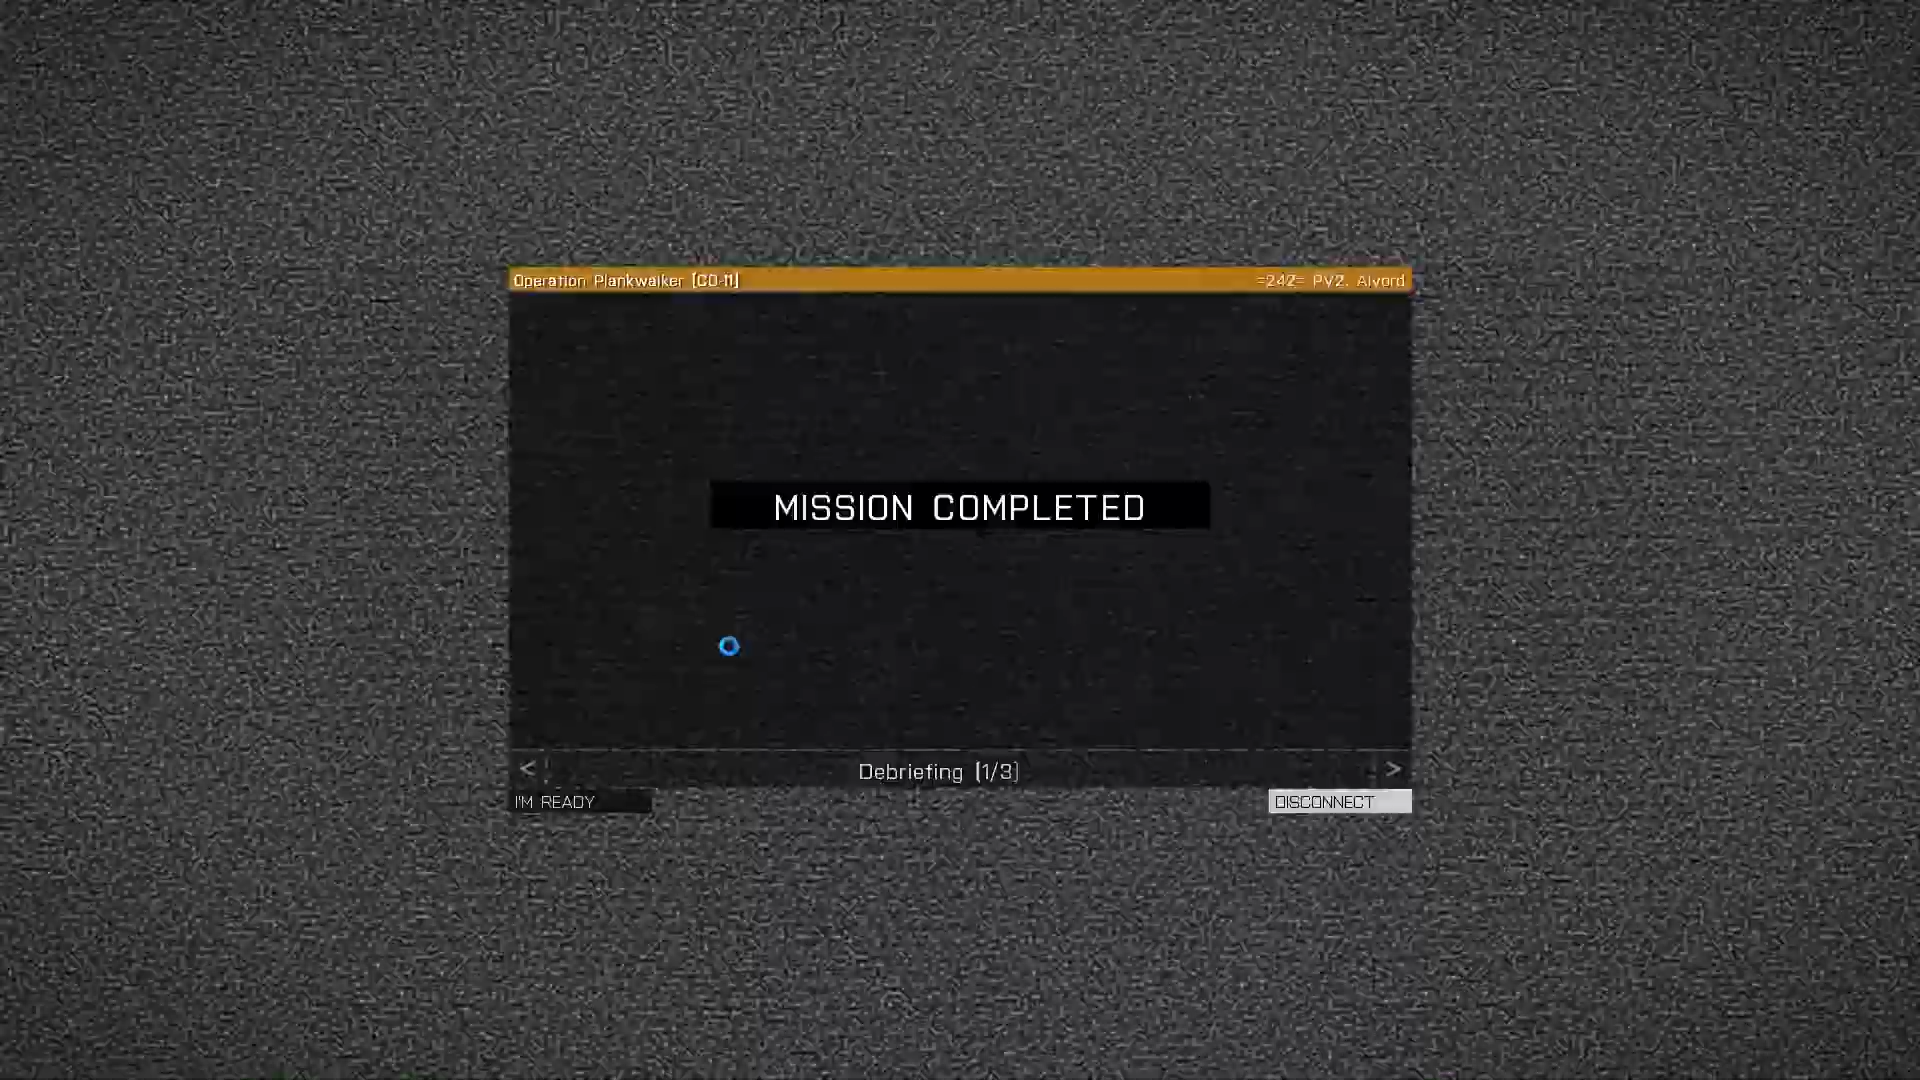 Operation Plankwalker [CO-11]
=242= PV2. Alvord
MISSION COMPLETED
< Debriefing [1/3] >
I'M READY
DISCONNECT